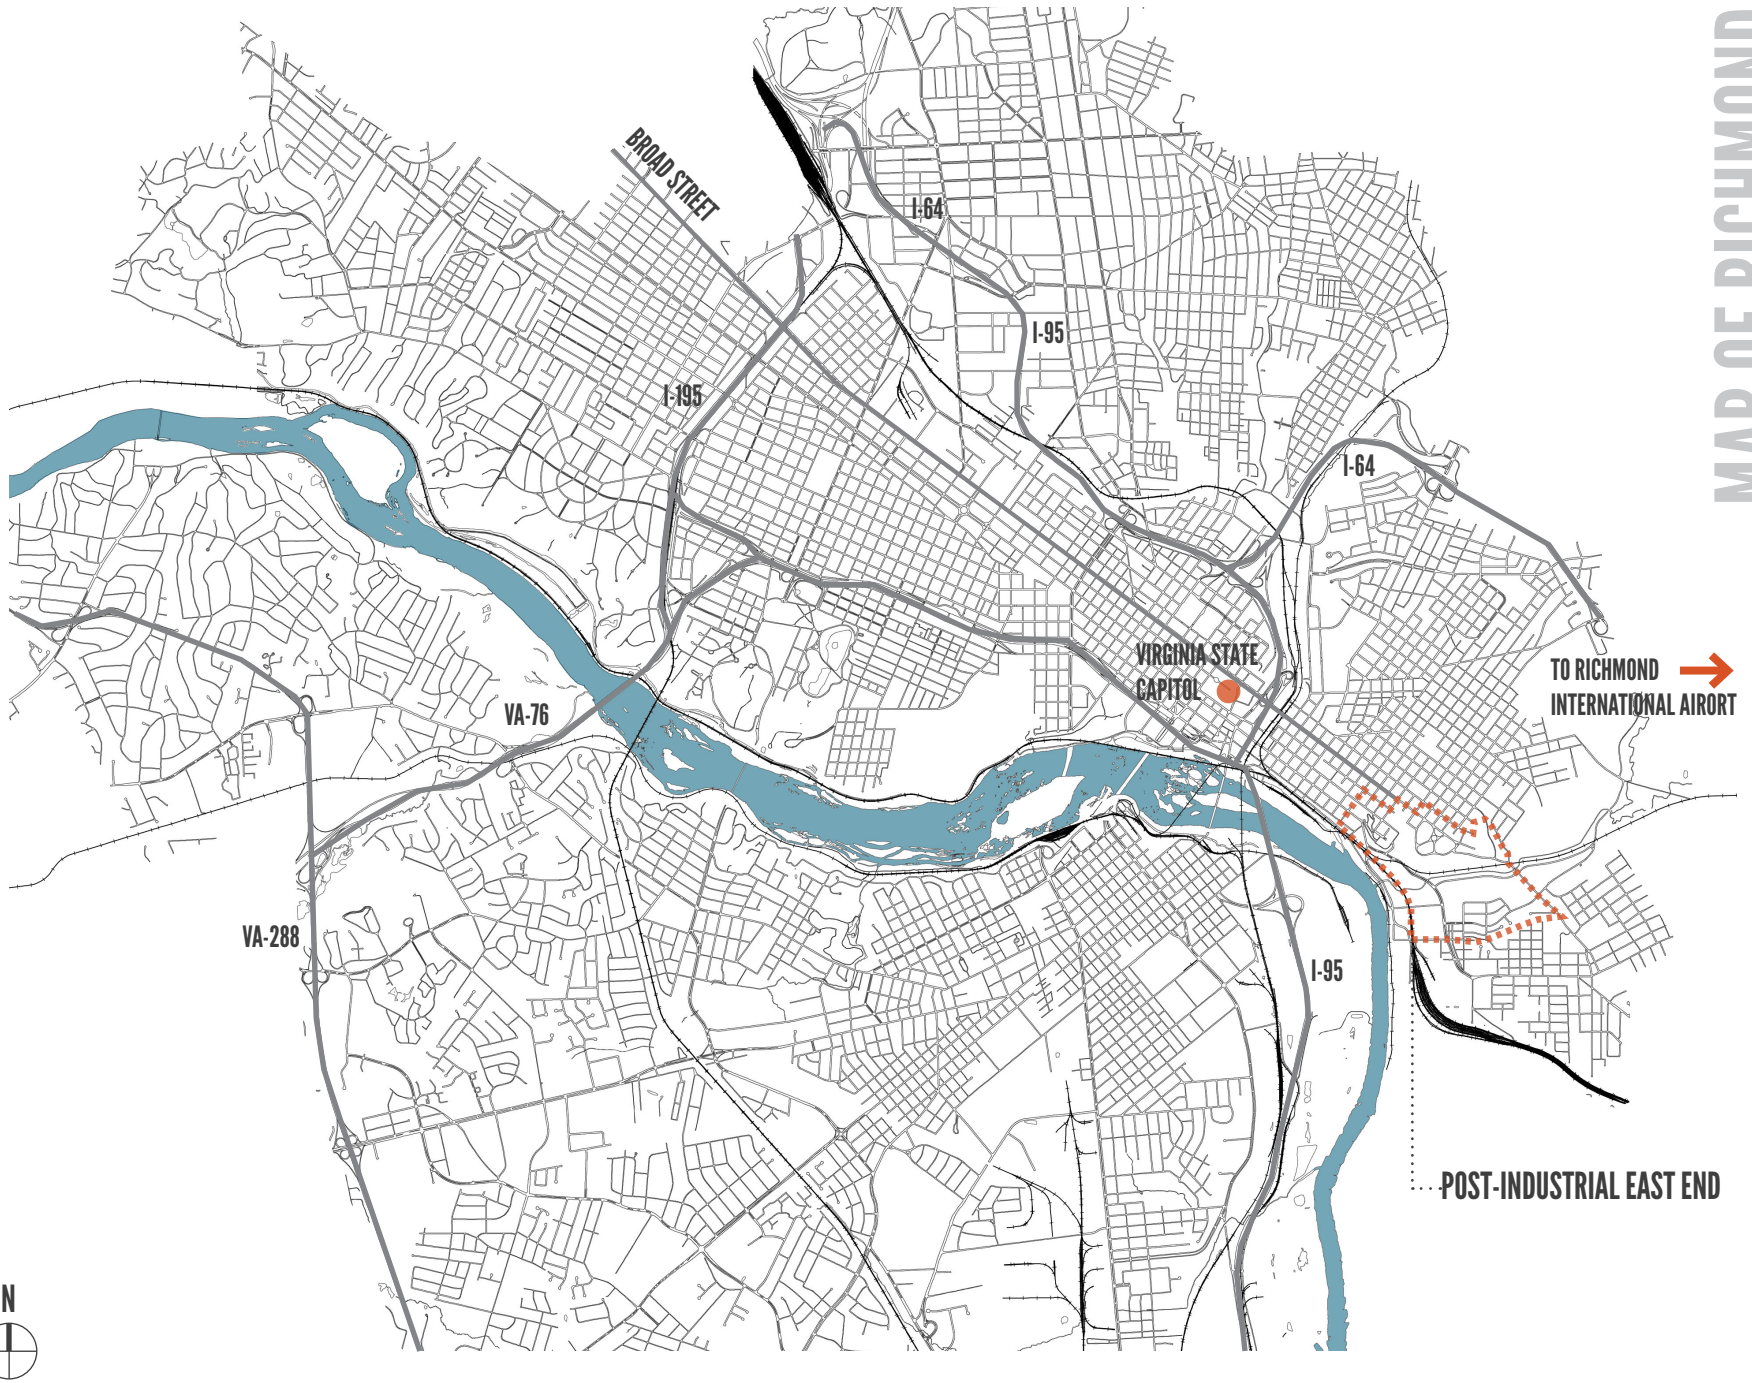 MAP OF RICHMOND
BROAD STREET
I-64
I-95
I-195
I-64
VIRGINIA STATE
CAPITOL
TO RICHMOND
INTERNATIONAL AIRORT
VA-76
VA-288
I-95
POST-INDUSTRIAL EAST END
N